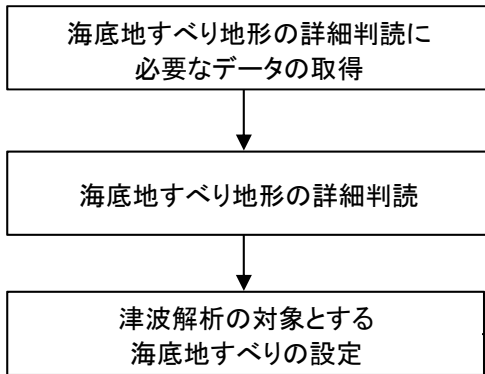 海底地すべり地形の詳細判読に
必要なデータの取得
海底地すべり地形の詳細判読
津波解析の対象とする
海底地すべりの設定